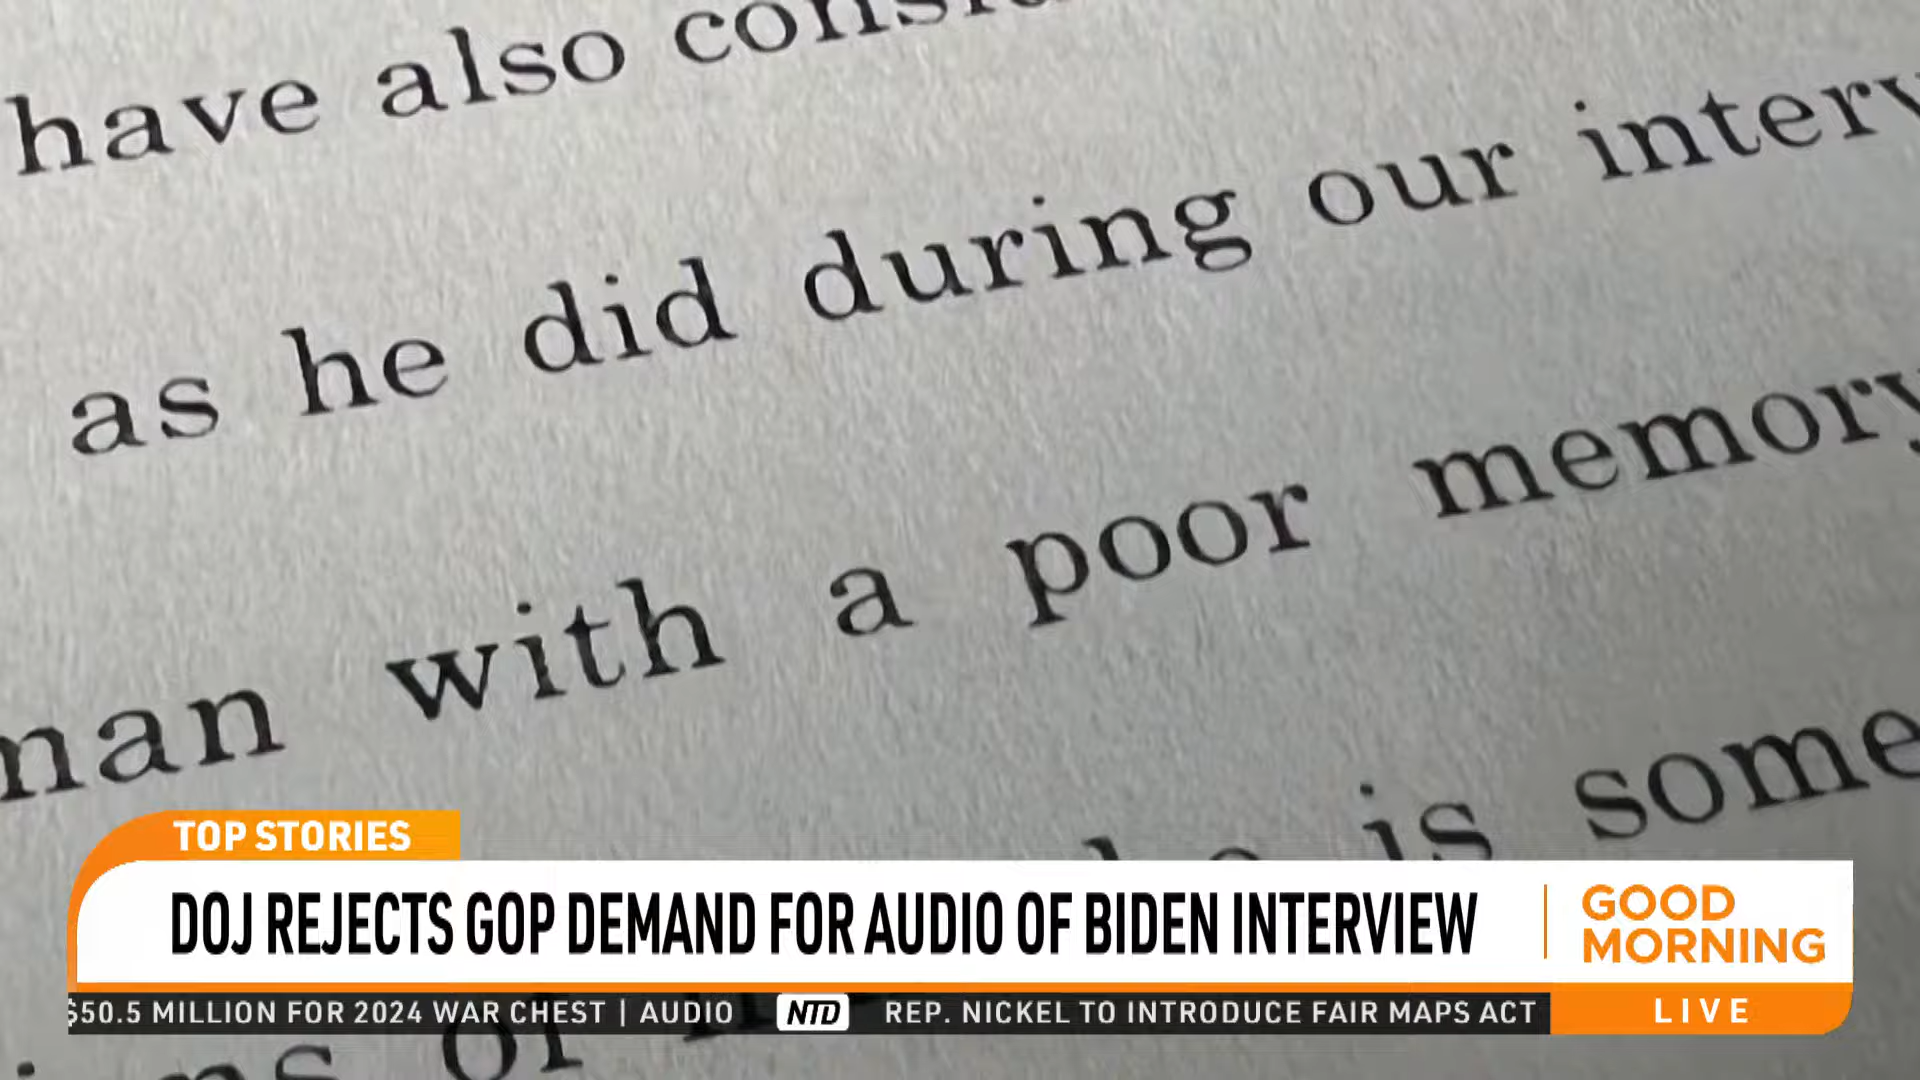 have also
as he did during our
with a poor memory
is some
TOP STORIES
DOJ REJECTS GOP DEMAND FOR AUDIO OF BIDEN INTERVIEW
GOOD
MORNING
$50.5 MILLION FOR 2024 WAR CHEST | AUDIO NTD REP. NICKEL TO INTRODUCE FAIR MAPS ACT
LIVE
of